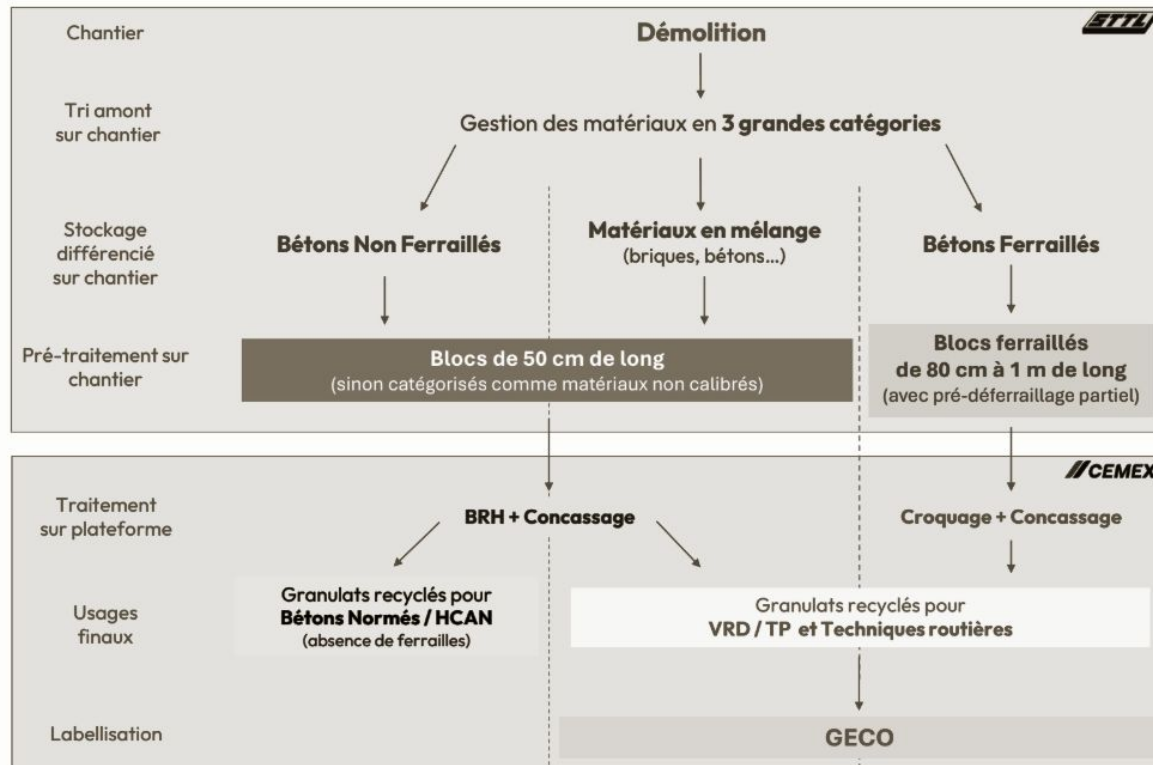 STTL
Chantier
Démolition
Tri amont
sur chantier
Gestion des matériaux en 3 grandes catégories
Stockage
différencié
sur chantier
Bétons Non Ferraillés
Matériaux en mélange
(briques, bétons...)
Bétons Ferraillés
Pré-traitement sur
chantier
Blocs de 50 cm de long
(sinon catégorisés comme matériaux non calibrés)
Blocs ferraillés
de 80 cm à 1 m de long
(avec pré-déferraillage partiel)
CEMEX
Traitement
sur plateforme
BRH + Concassage
Croquage + Concassage
Usages
finaux
Granulats recyclés pour
Bétons Normés / HCAN
(absence de ferrailles)
Granulats recyclés pour
VRD / TP et Techniques routières
Labellisation
GECO